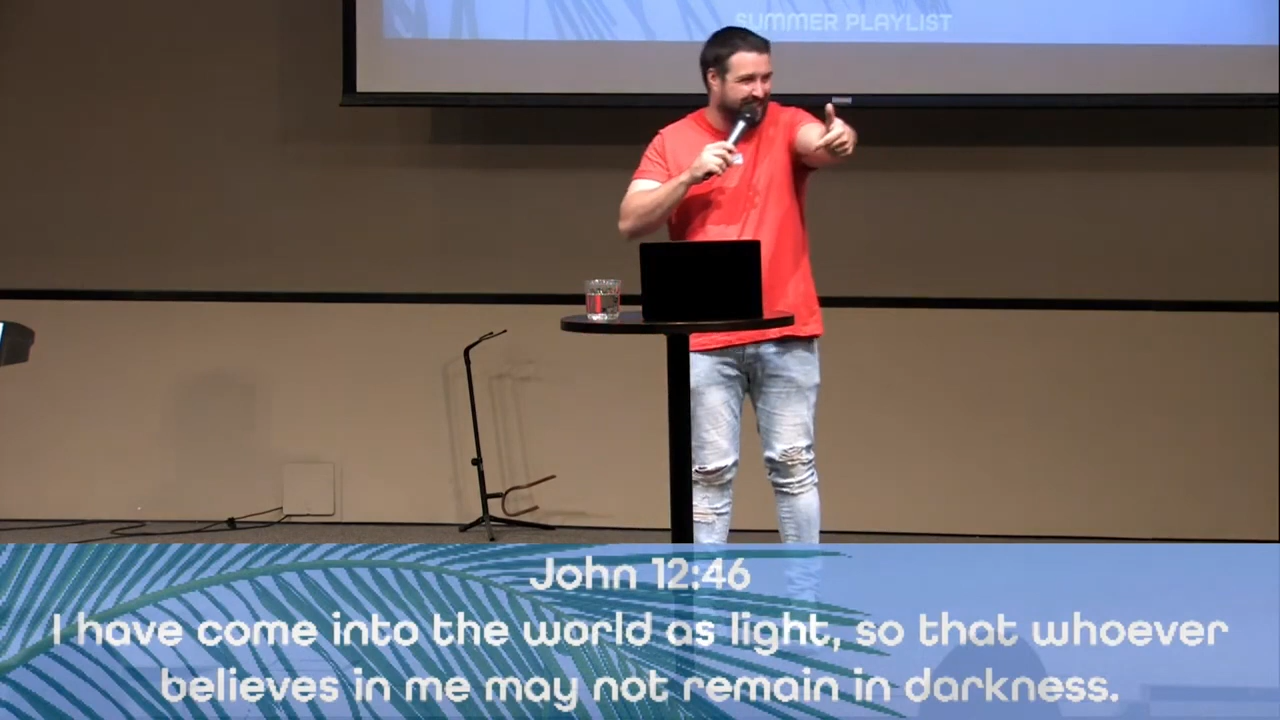 SUMMER PLAYLIST
John 12:46
I have come into the world as light, so that whoever
believes in me may not remain in darkness.